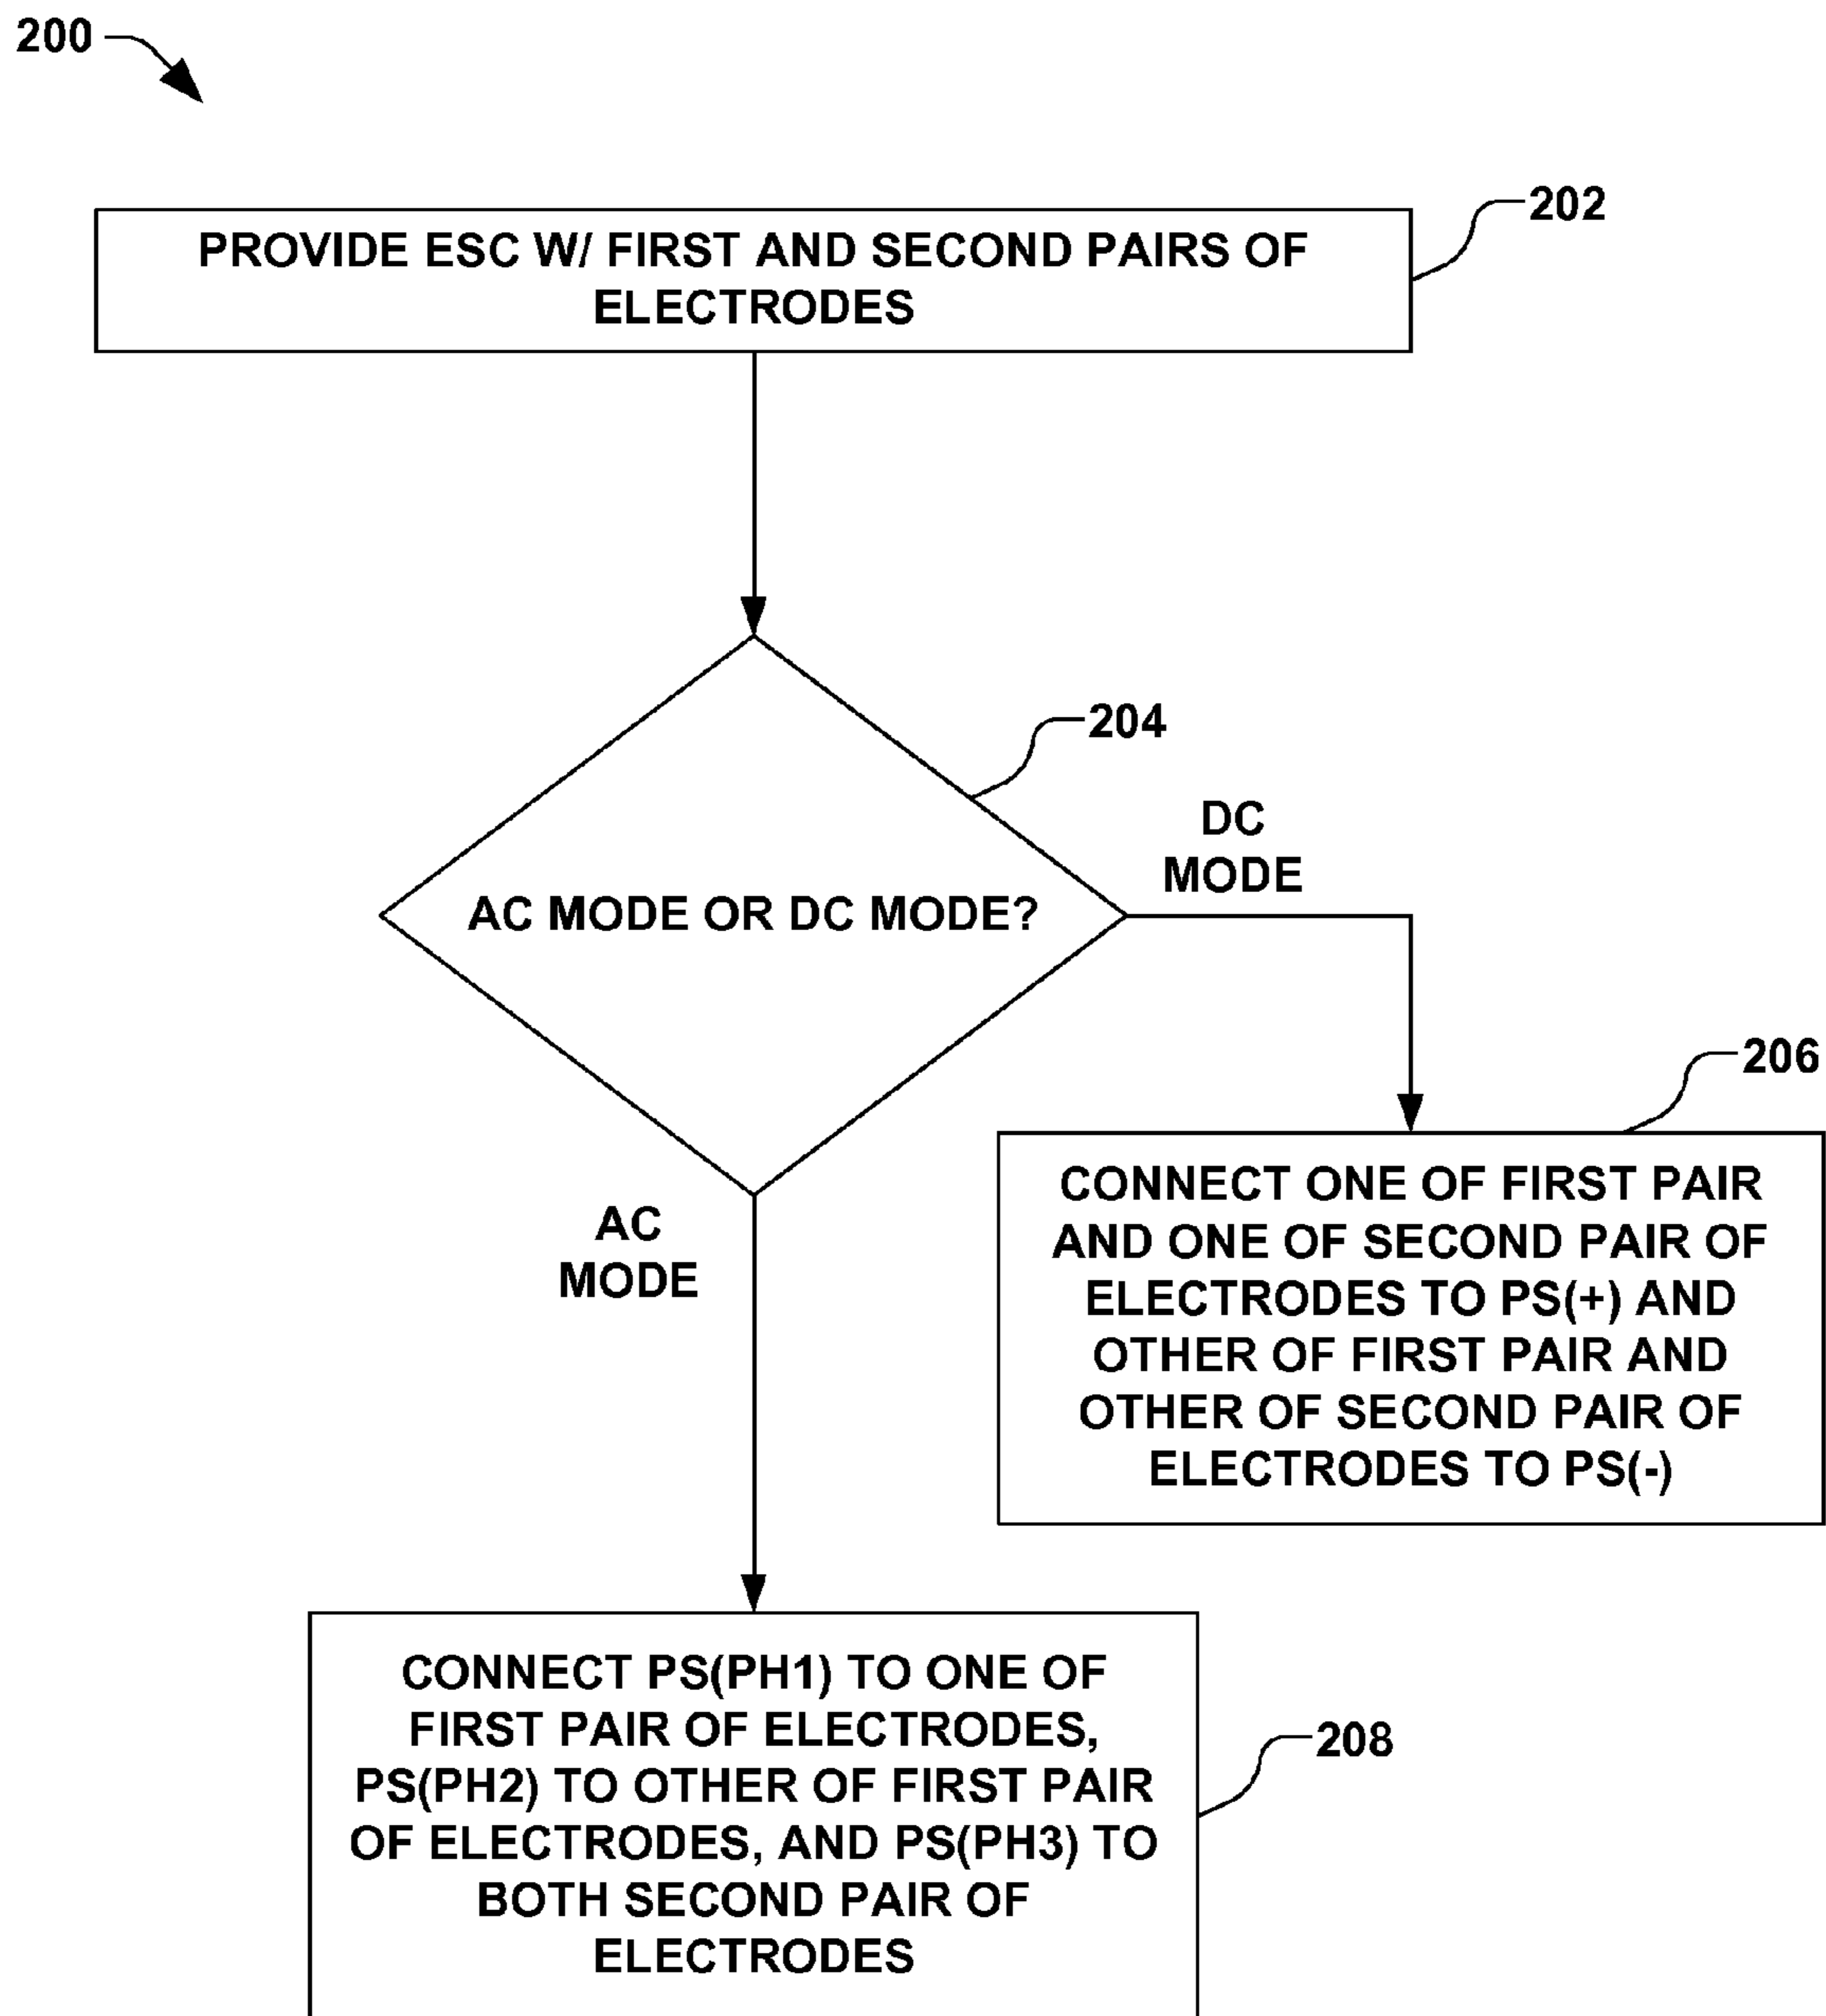 200
202
PROVIDE ESC W/ FIRST AND SECOND PAIRS OF
ELECTRODES
204
AC MODE OR DC MODE?
DC
MODE
206
CONNECT ONE OF FIRST PAIR
AND ONE OF SECOND PAIR OF
ELECTRODES TO PS(+) AND
OTHER OF FIRST PAIR AND
OTHER OF SECOND PAIR OF
ELECTRODES TO PS(-)
AC
MODE
CONNECT PS(PH1) TO ONE OF
FIRST PAIR OF ELECTRODES,
PS(PH2) TO OTHER OF FIRST PAIR
OF ELECTRODES, AND PS(PH3) TO
BOTH SECOND PAIR OF
ELECTRODES
208